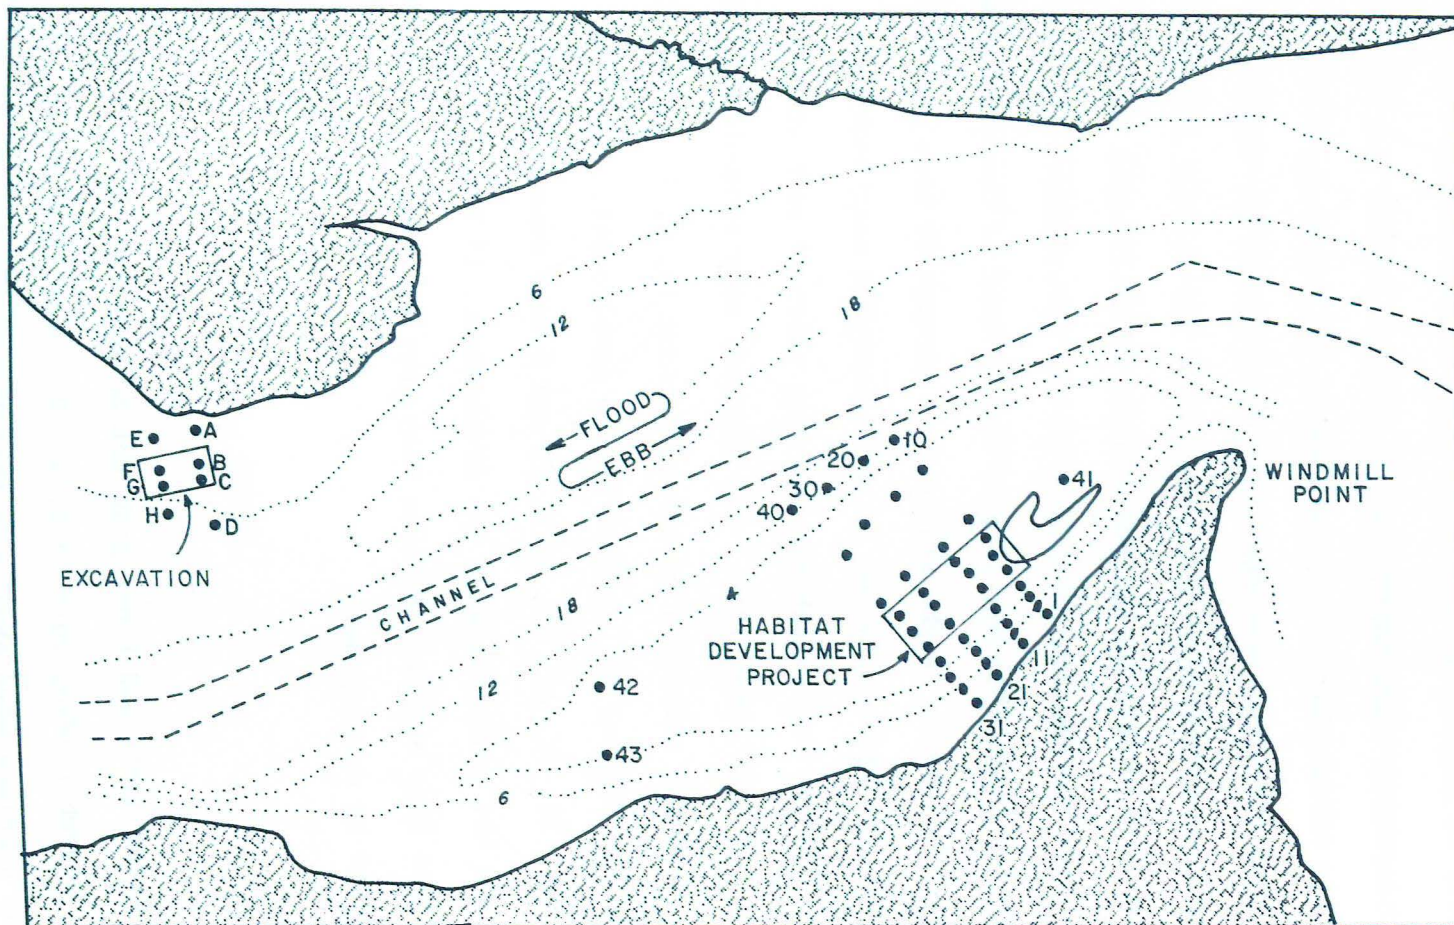 6
12
18
FLOOD
EBB
E
A
F
B
G
C
H
D
EXCAVATION
10
20
30
40
41
WINDMILL
POINT
CHANNEL
18
HABITAT
DEVELOPMENT
PROJECT
1
11
21
31
12
42
43
6